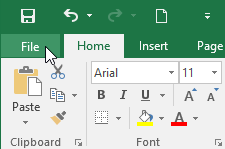 File Home Insert Page
Arial 11
Paste B I U A A
A
Clipboard Font